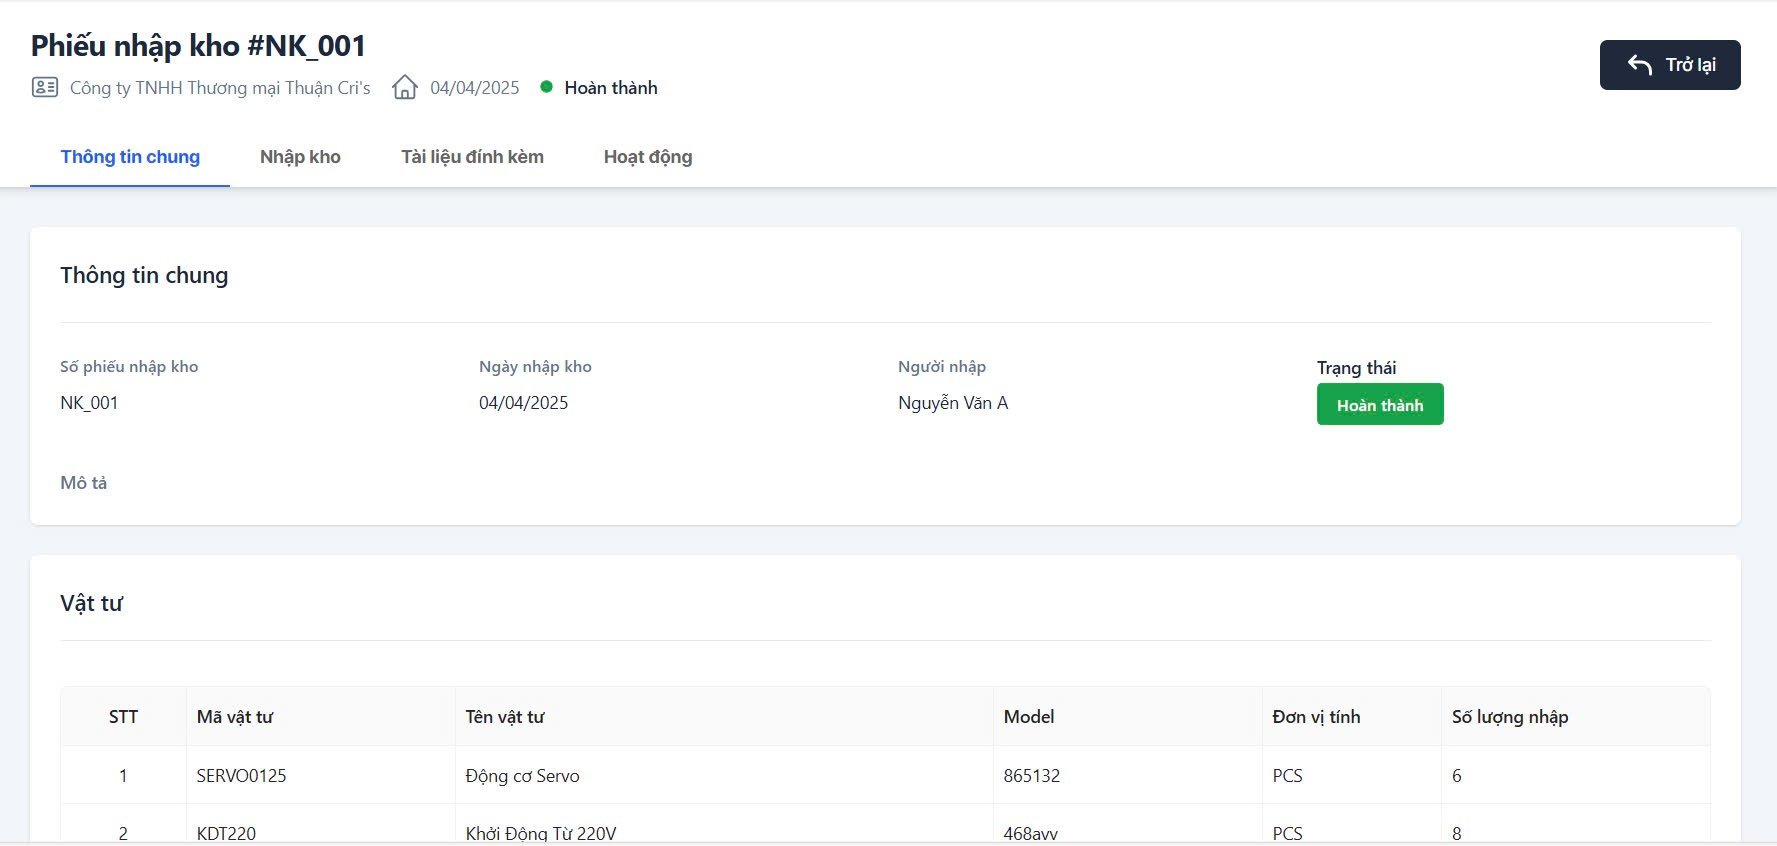 Phiếu nhập kho #NK_001
Công ty TNHH Thương mại Thuận Cri's 04/04/2025 Hoàn thành
Trở lại
Thông tin chung Nhập kho Tài liệu đính kèm Hoạt động
Thông tin chung
Số phiếu nhập kho Ngày nhập kho Người nhập Trạng thái
NK_001 04/04/2025 Nguyễn Văn A Hoàn thành
Mô tả
Vật tư
STT Mã vật tư Tên vật tư Model Đơn vị tính Số lượng nhập
1 SERVO0125 Động cơ Servo 865132 PCS 6
2 KDT220 Khởi Động Từ 220V 468avv PCS 8